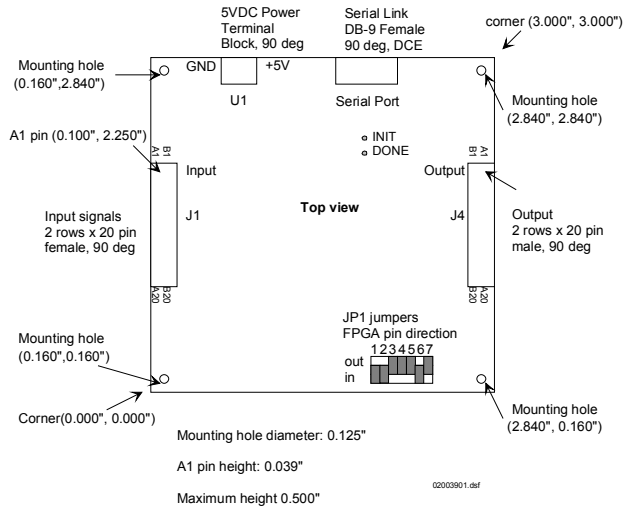 5VDC Power
Terminal
Block, 90 deg
Serial Link
DB-9 Female
90 deg, DCE
corner (3.000", 3.000")
Mounting hole
(0.160",2.840")
GND
+5V
U1
Serial Port
Mounting hole
(2.840", 2.840")
INIT
DONE
A1 pin (0.100", 2.250")
A1
B1
B1
A1
Input
Output
Input signals
2 rows x 20 pin
female, 90 deg
J1
Top view
J4
Output
2 rows x 20 pin
male, 90 deg
A20
B20
B20
A20
JP1 jumpers
FPGA pin direction
1234567
out
in
Mounting hole
(0.160",0.160")
Corner(0.000", 0.000")
Mounting hole
(2.840", 0.160")
Mounting hole diameter: 0.125"
A1 pin height: 0.039"
Maximum height 0.500"
02003901.dsf